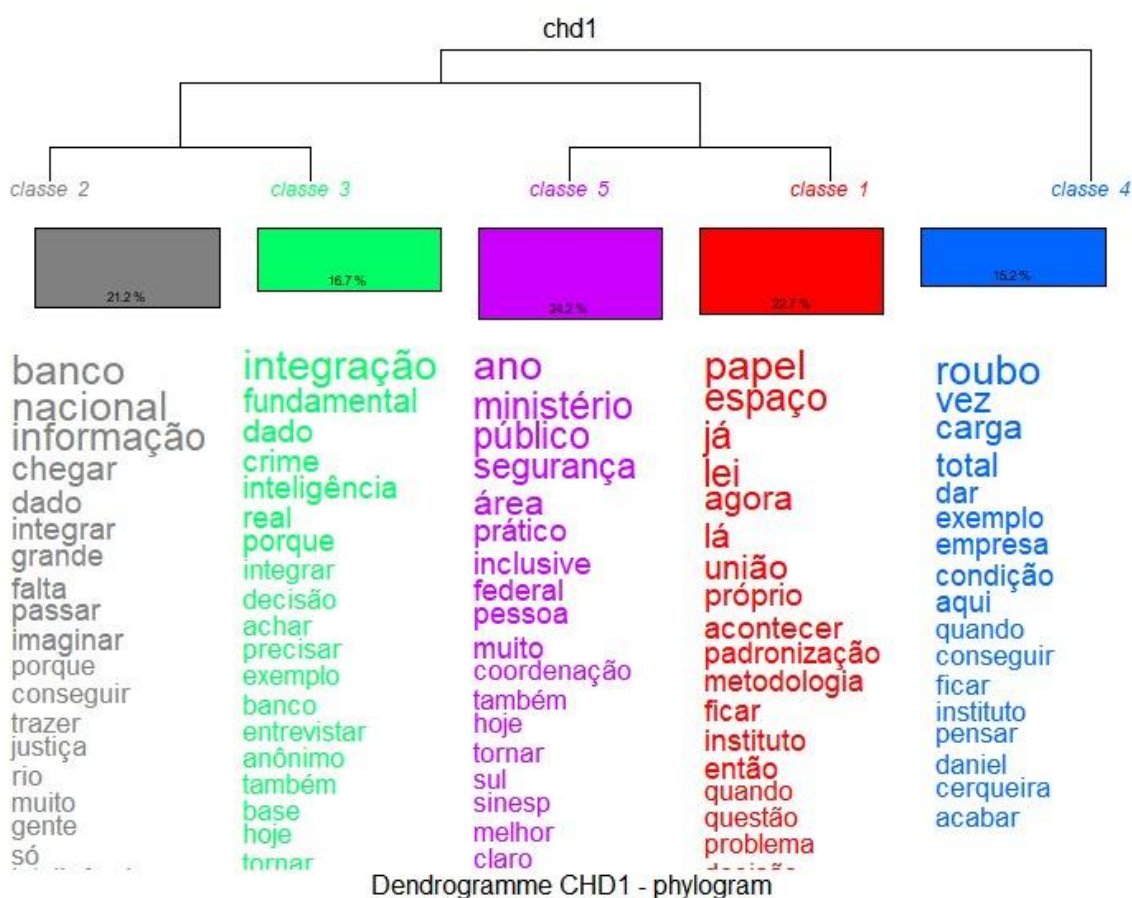 chd1
classe 2
classe 3
classe 5
classe 1
classe 4
21.2 %
16.7 %
24.2 %
22.7 %
15.2 %
banco
nacional
informação
chegar
dado
integrar
grande
falta
passar
imaginar
porque
conseguir
trazer
justiça
rio
muito
gente
só
integração
fundamental
dado
crime
inteligência
real
porque
integrar
decisão
achar
precisar
exemplo
banco
entrevistar
anônimo
também
base
hoje
tornar
ano
ministério
público
segurança
área
prático
inclusive
federal
pessoa
muito
coordenação
também
hoje
tornar
sul
sinesp
melhor
claro
papel
espaço
já
lei
agora
lá
união
próprio
acontecer
padronização
metodologia
ficar
instituto
então
quando
questão
problema
roubo
vez
carga
total
dar
exemplo
empresa
condição
aqui
quando
conseguir
ficar
instituto
pensar
daniel
cerqueira
acabar
Dendrogramme CHD1 - phylogram